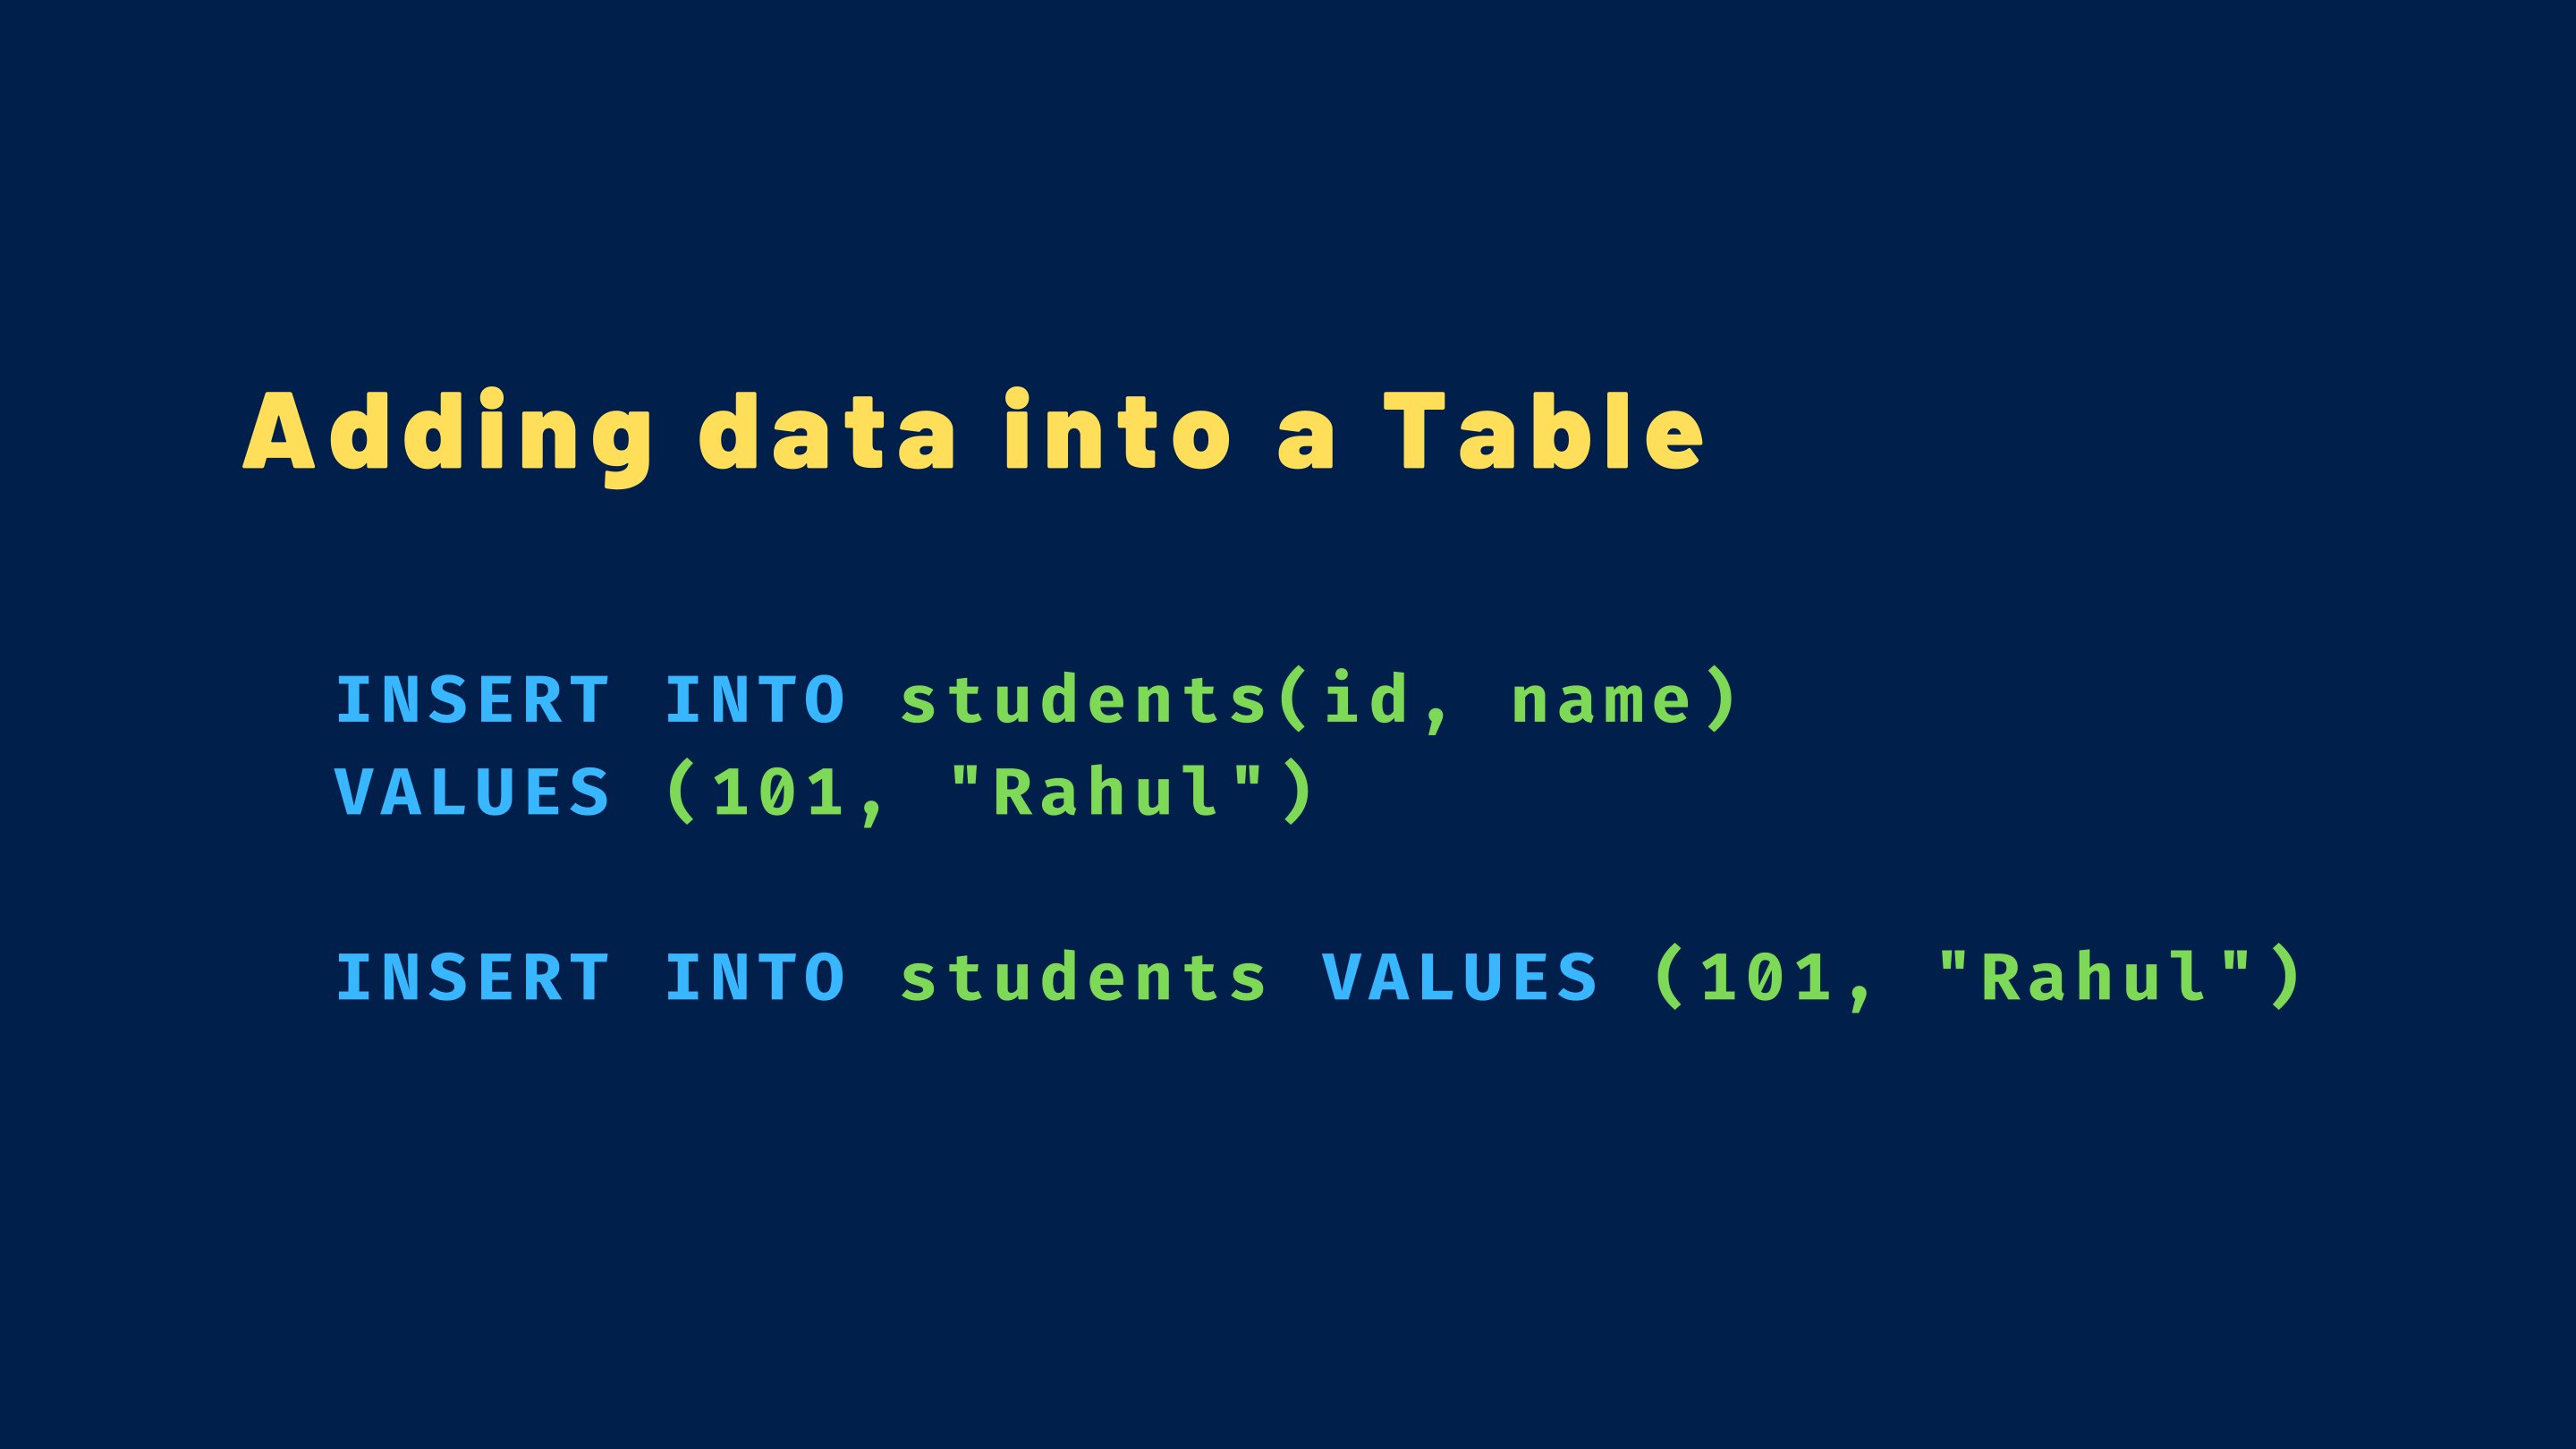 Adding data into a Table
INSERT INTO students(id, name)
VALUES (101, "Rahul")
INSERT INTO students VALUES (101, "Rahul")